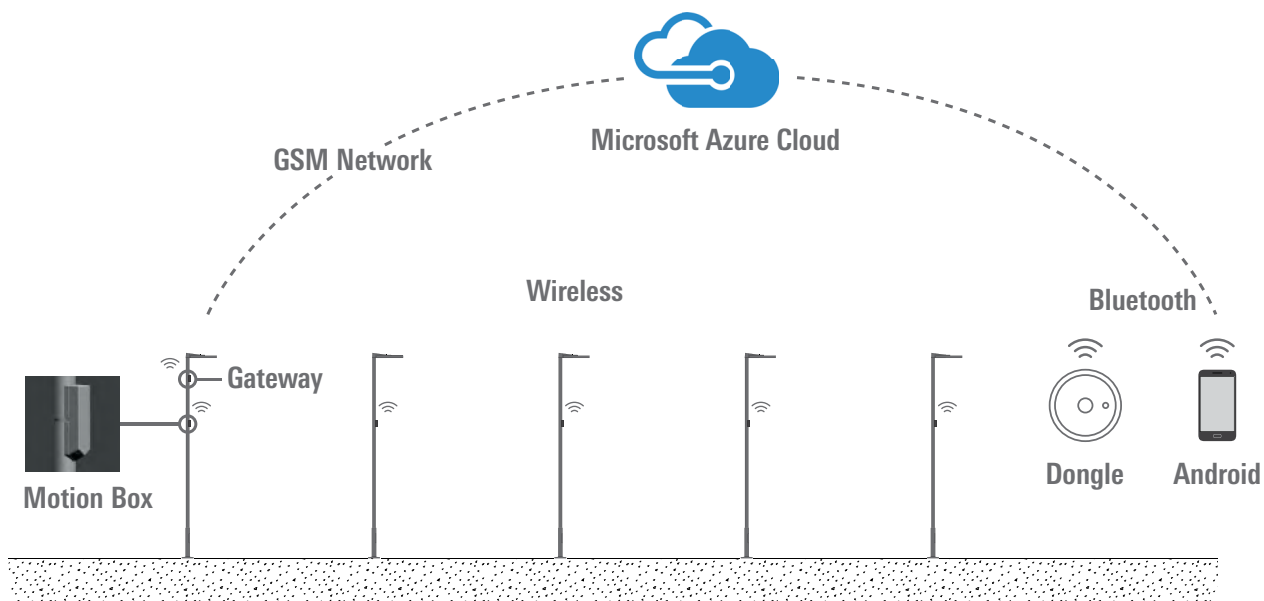 Microsoft Azure Cloud
GSM Network
Wireless
Bluetooth
Gateway
Motion Box
Dongle
Android